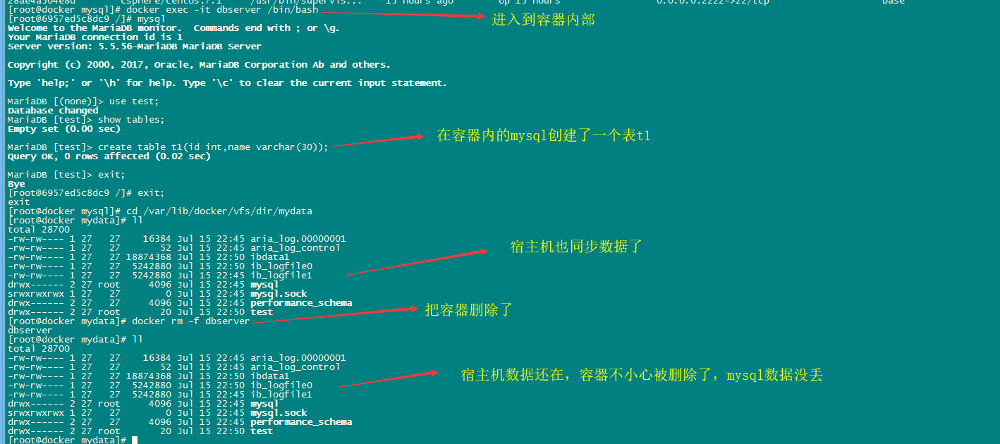 28ae4a504e8d csphere/centos:7.1 "/usr/bin/supervis... 15 hours ago Up 15 hours 0.0.0.0:2222->22/tcp base
[root@docker mysql]# docker exec -it dbserver /bin/bash
进入到容器内部
[root@6957ed5c8dc9 /]# mysql
Welcome to the MariaDB monitor.  Commands end with ; or \g.
Your MariaDB connection id is 1
Server version: 5.5.56-MariaDB MariaDB Server
Copyright (c) 2000, 2017, Oracle, MariaDB Corporation Ab and others.
Type 'help;' or '\h' for help. Type '\c' to clear the current input statement.
MariaDB [(none)]> use test;
Database changed
MariaDB [test]> show tables;
Empty set (0.00 sec)
在容器内的mysql创建了一个表t1
MariaDB [test]> create table t1(id int,name varchar(30));
Query OK, 0 rows affected (0.02 sec)
MariaDB [test]> exit;
Bye
[root@6957ed5c8dc9 /]# exit;
exit
[root@docker mysql]# cd /var/lib/docker/vfs/dir/mydata
[root@docker mydata]# ll
total 28700
-rw-rw---- 1 27   27    16384 Jul 15 22:45 aria_log.00000001
-rw-rw---- 1 27   27       52 Jul 15 22:45 aria_log_control
宿主机也同步数据了
-rw-rw---- 1 27   27 18874368 Jul 15 22:50 ibdata1
-rw-rw---- 1 27   27  5242880 Jul 15 22:50 ib_logfile0
-rw-rw---- 1 27   27  5242880 Jul 15 22:45 ib_logfile1
drwx------ 2 27 root     4096 Jul 15 22:45 mysql
srwxrwxrwx 1 27   27        0 Jul 15 22:45 mysql.sock
drwx------ 2 27   27     4096 Jul 15 22:45 performance_schema
drwx------ 2 27 root       20 Jul 15 22:50 test
把容器删除了
[root@docker mydata]# docker rm -f dbserver
dbserver
[root@docker mydata]# ll
total 28700
-rw-rw---- 1 27   27    16384 Jul 15 22:45 aria_log.00000001
-rw-rw---- 1 27   27       52 Jul 15 22:45 aria_log_control
-rw-rw---- 1 27   27 18874368 Jul 15 22:50 ibdata1
宿主机数据还在，容器不小心被删除了，mysql数据没丢
-rw-rw---- 1 27   27  5242880 Jul 15 22:50 ib_logfile0
-rw-rw---- 1 27   27  5242880 Jul 15 22:45 ib_logfile1
drwx------ 2 27 root     4096 Jul 15 22:45 mysql
srwxrwxrwx 1 27   27        0 Jul 15 22:45 mysql.sock
drwx------ 2 27   27     4096 Jul 15 22:45 performance_schema
drwx------ 2 27 root       20 Jul 15 22:50 test
[root@docker mydata]#